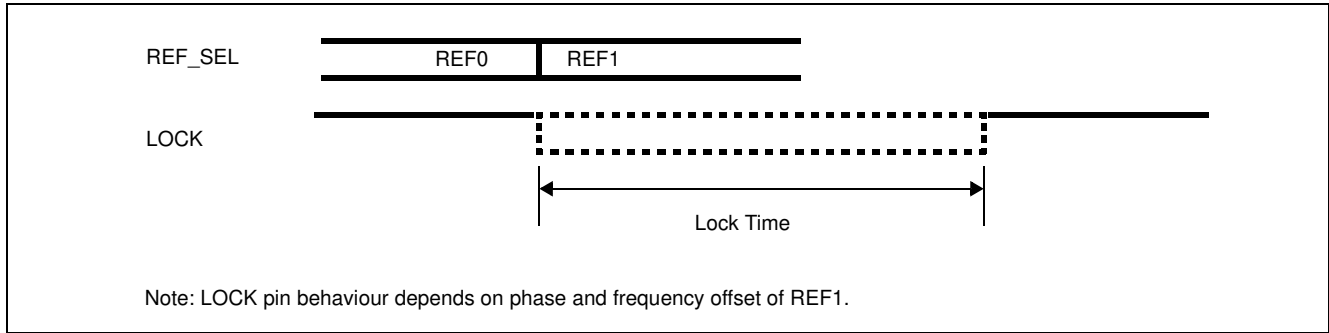 REF_SEL REF0 REF1
LOCK
Lock Time
Note: LOCK pin behaviour depends on phase and frequency offset of REF1.